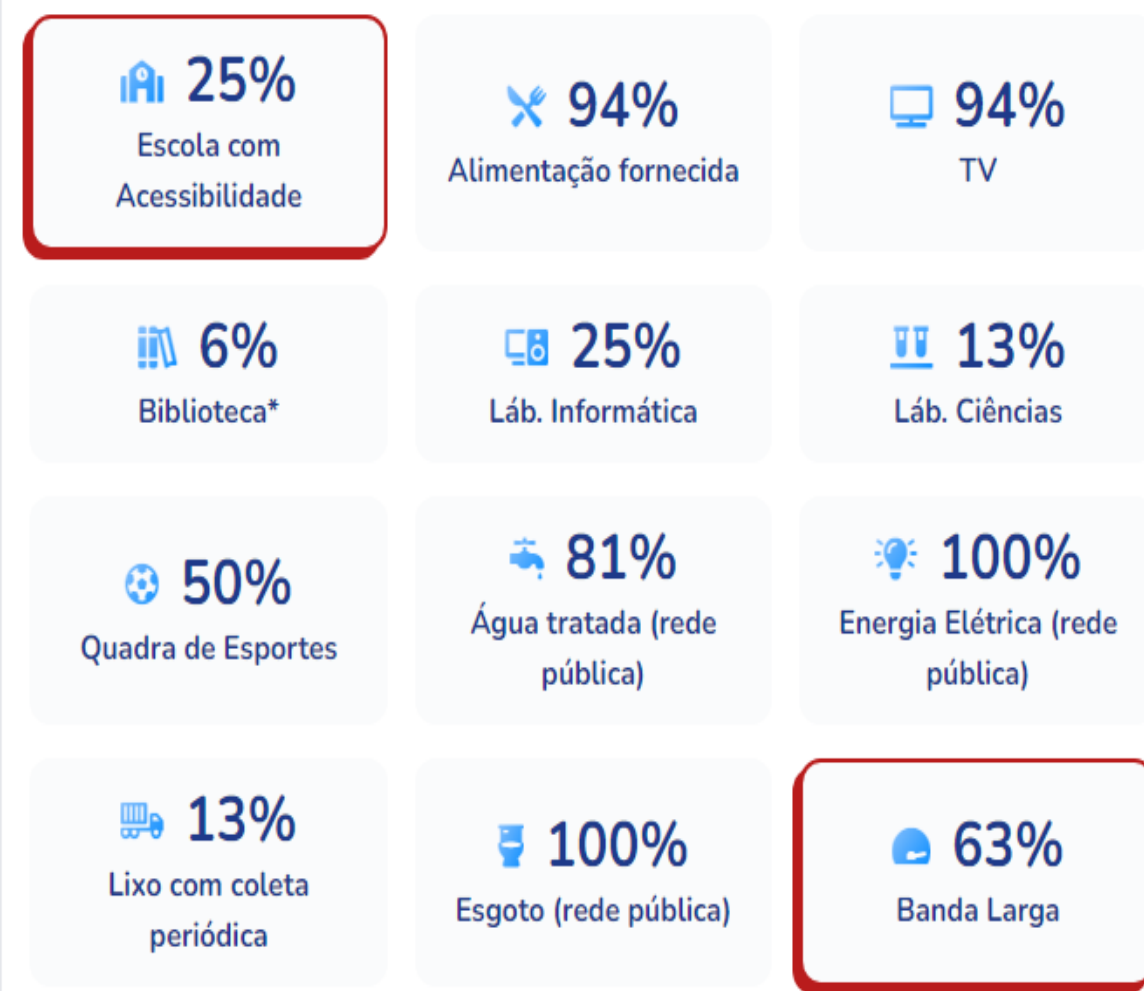 25%
Escola com
Acessibilidade
94%
Alimentação fornecida
94%
TV
6%
Biblioteca*
25%
Láb. Informática
13%
Láb. Ciências
50%
Quadra de Esportes
81%
Água tratada (rede
pública)
100%
Energia Elétrica (rede
pública)
13%
Lixo com coleta
periódica
100%
Esgoto (rede pública)
63%
Banda Larga